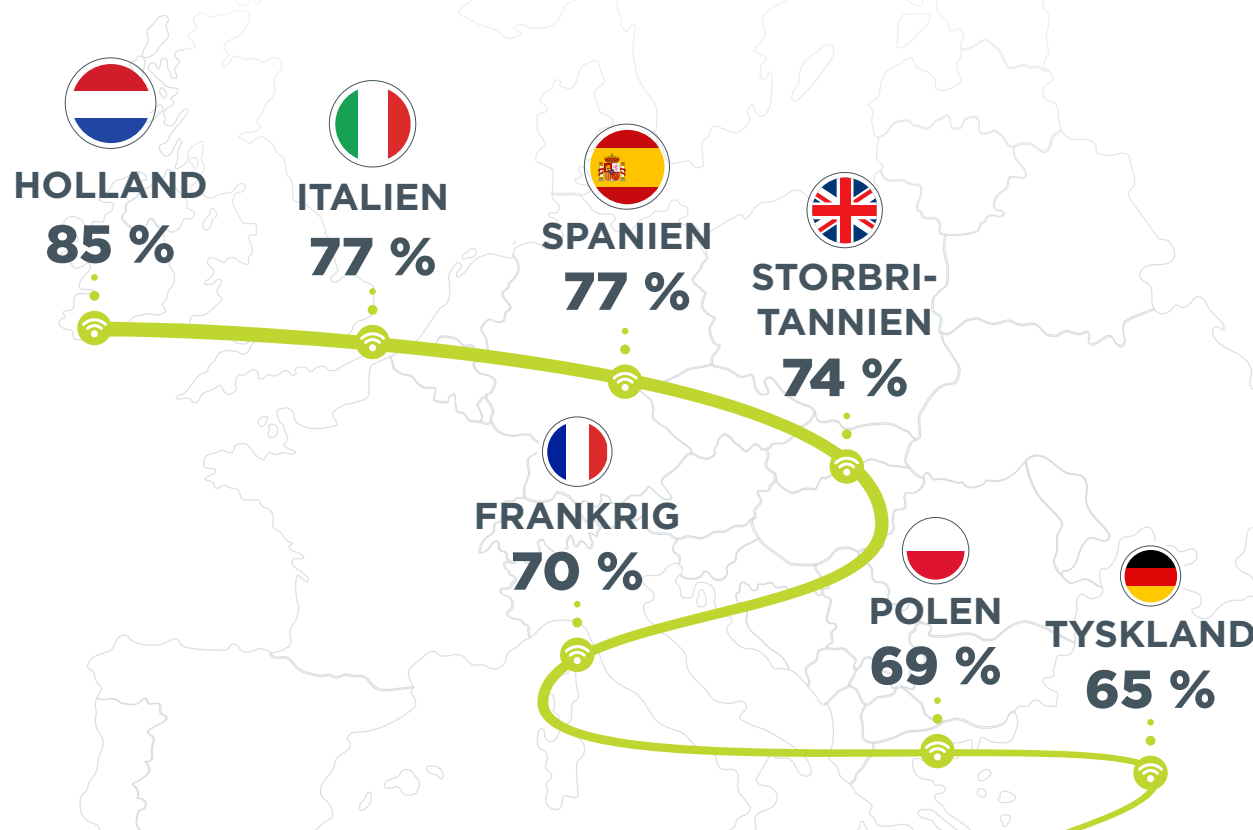 HOLLAND
85 %
ITALIEN
77 %
SPANIEN
77 %
STORBRI-
TANNIEN
74 %
FRANKRIG
70 %
POLEN
69 %
TYSKLAND
65 %